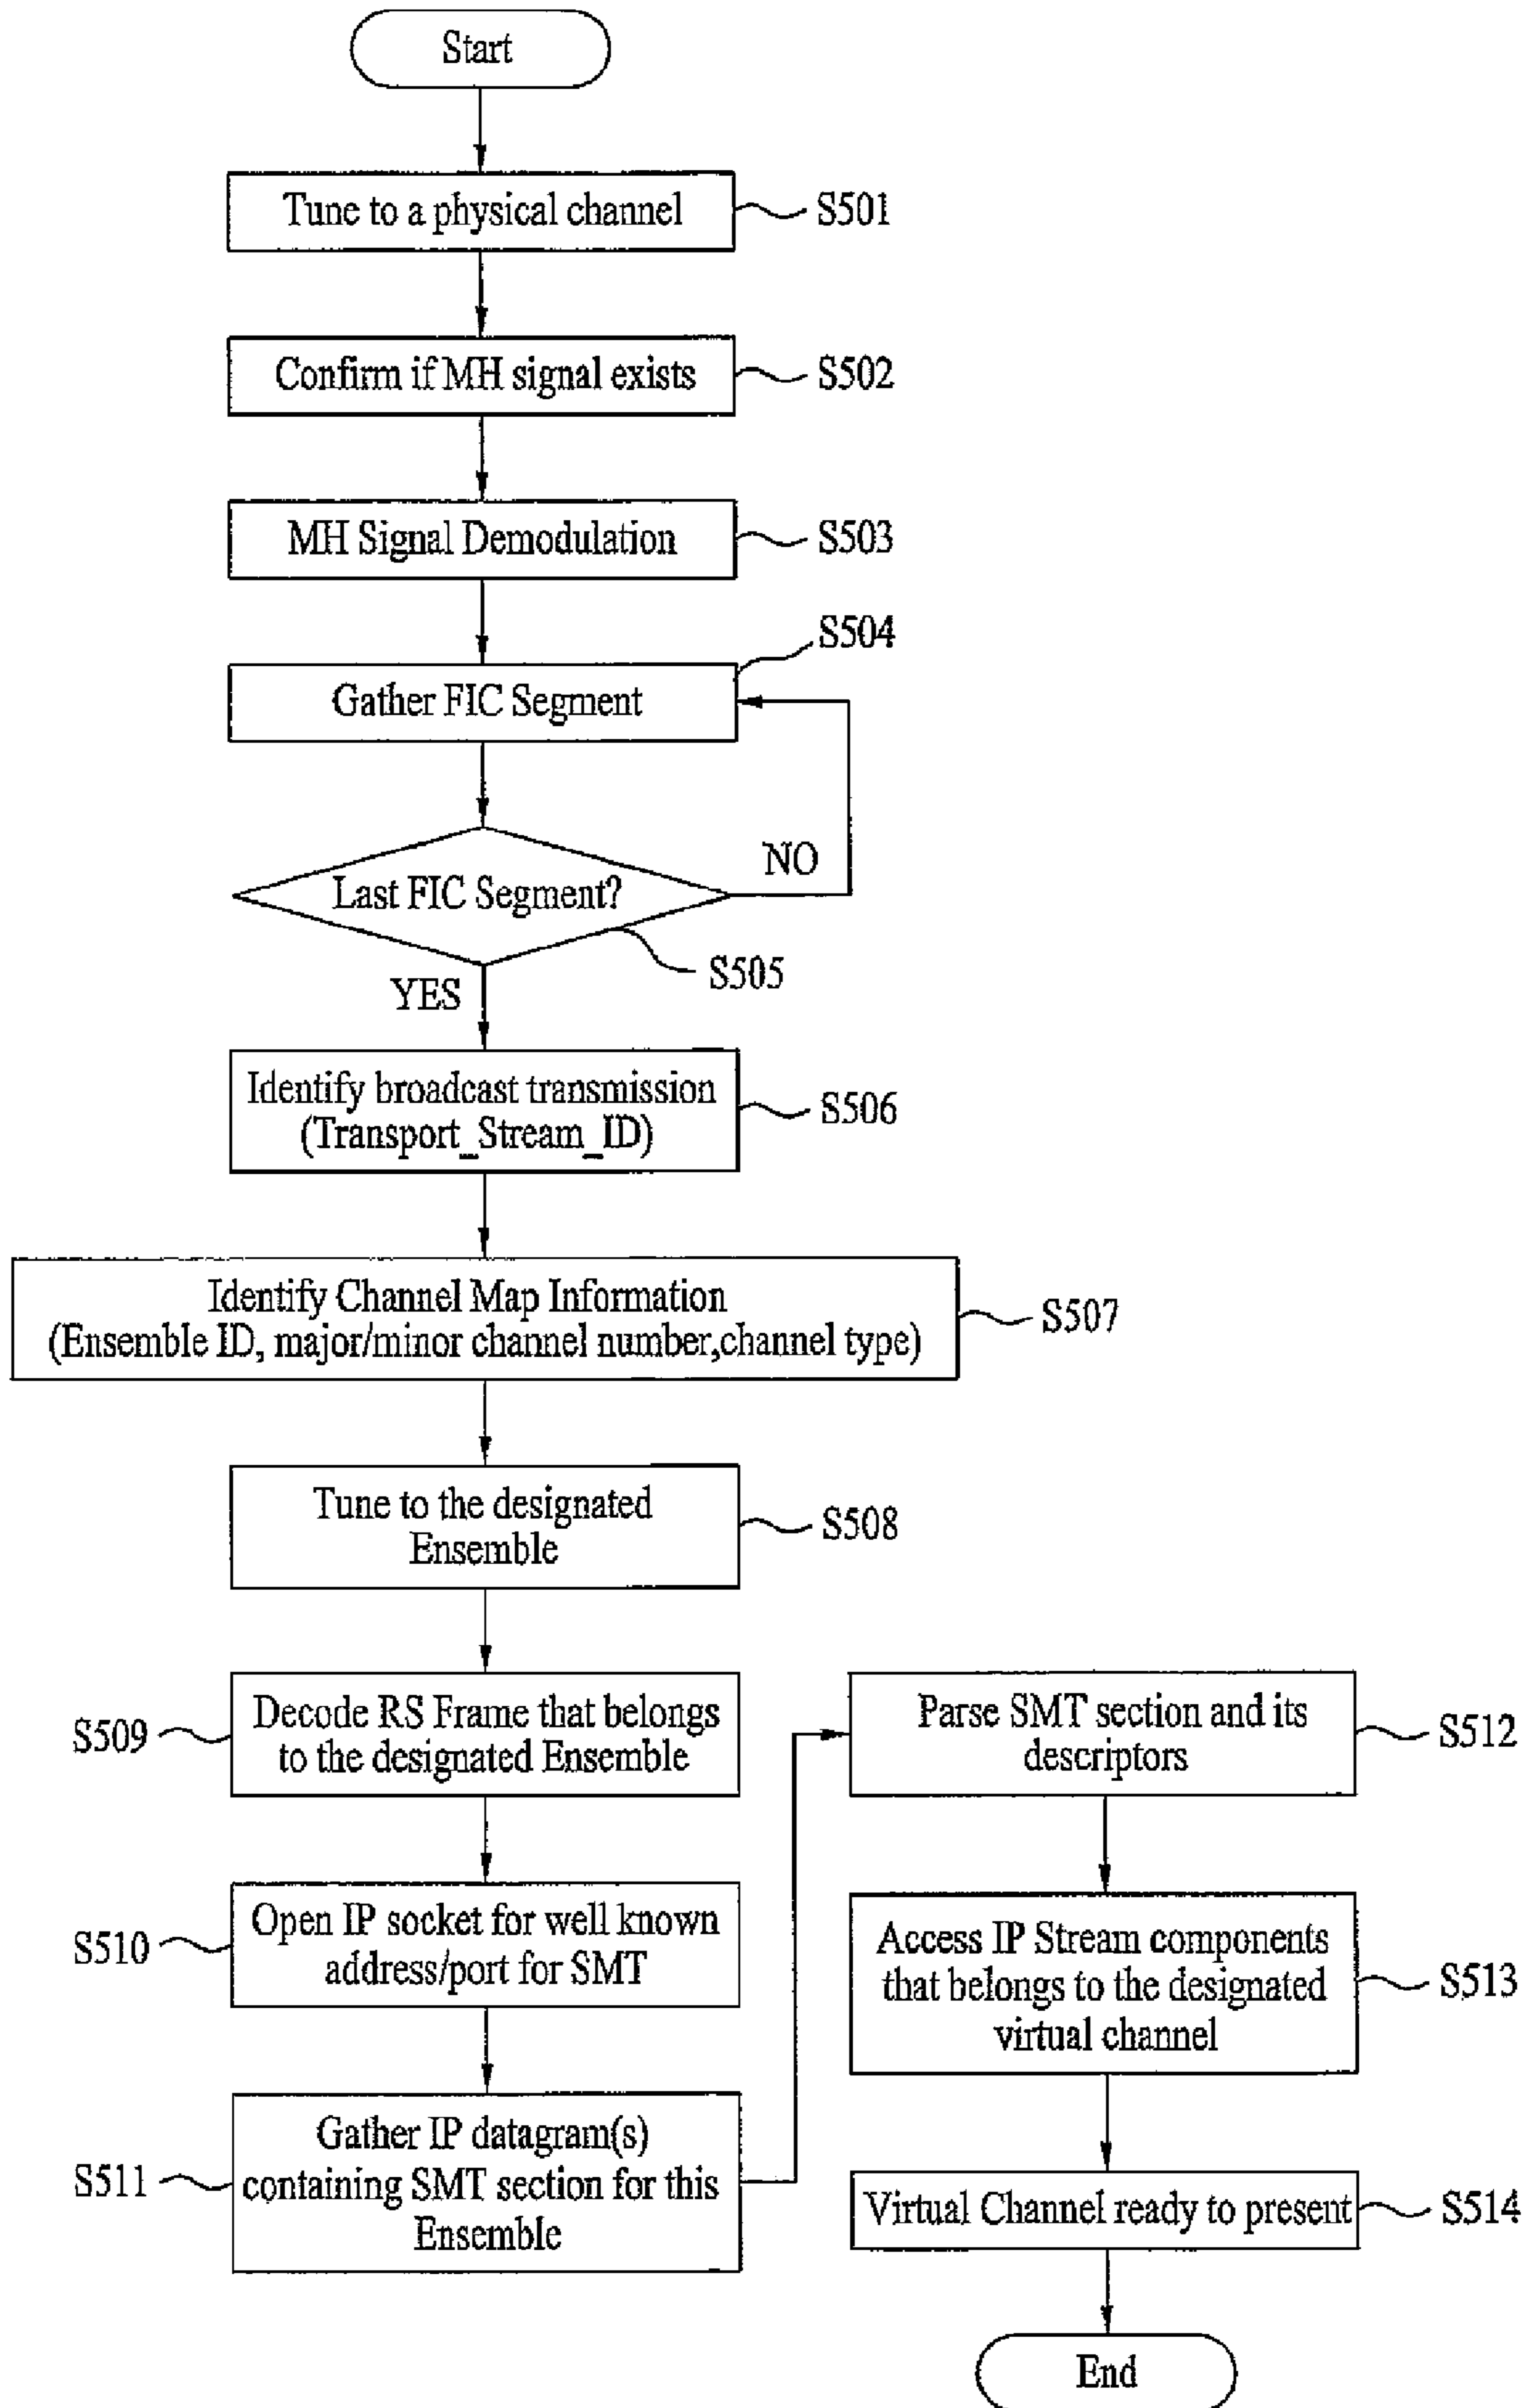 Start
Tune to a physical channel
S501
Confirm if MH signal exists
S502
MH Signal Demodulation
S503
S504
Gather FIC Segment
NO
Last FIC Segment?
S505
YES
Identify broadcast transmission
(Transport_Stream_ID)
S506
Identify Channel Map Information
(Ensemble ID, major/minor channel number,channel type)
S507
Tune to the designated
Ensemble
S508
S509
Decode RS Frame that belongs
to the designated Ensemble
S510
Open IP socket for well known
address/port for SMT
S511
Gather IP datagram(s)
containing SMT section for this
Ensemble
Parse SMT section and its
descriptors
S512
Access IP Stream components
that belongs to the designated
virtual channel
S513
Virtual Channel ready to present
S514
End